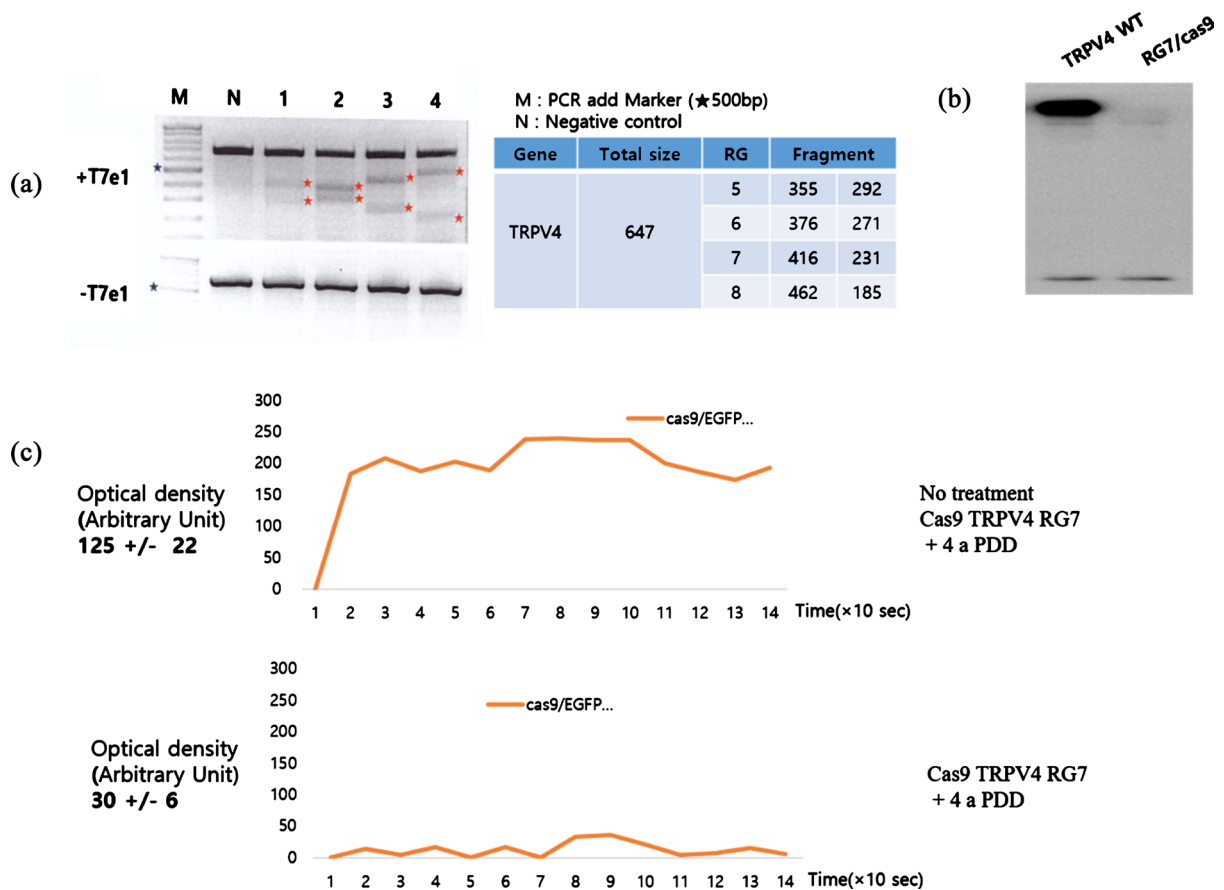 (a)
M N 1 2 3 4
+T7e1
-T7e1
M : PCR add Marker (★500bp)
N : Negative control
Gene Total size RG Fragment
TRPV4 647
5 355 292
6 376 271
7 416 231
8 462 185
(b)
TRPV4 WT RG7/cas9
(c)
Optical density
(Arbitrary Unit)
125 +/- 22
300
250
200
150
100
50
0
cas9/EGFP...
1 2 3 4 5 6 7 8 9 10 11 12 13 14 Time(×10 sec)
No treatment
Cas9 TRPV4 RG7
+ 4 a PDD
Optical density
(Arbitrary Unit)
30 +/- 6
300
250
200
150
100
50
0
cas9/EGFP...
1 2 3 4 5 6 7 8 9 10 11 12 13 14 Time(×10 sec)
Cas9 TRPV4 RG7
+ 4 a PDD